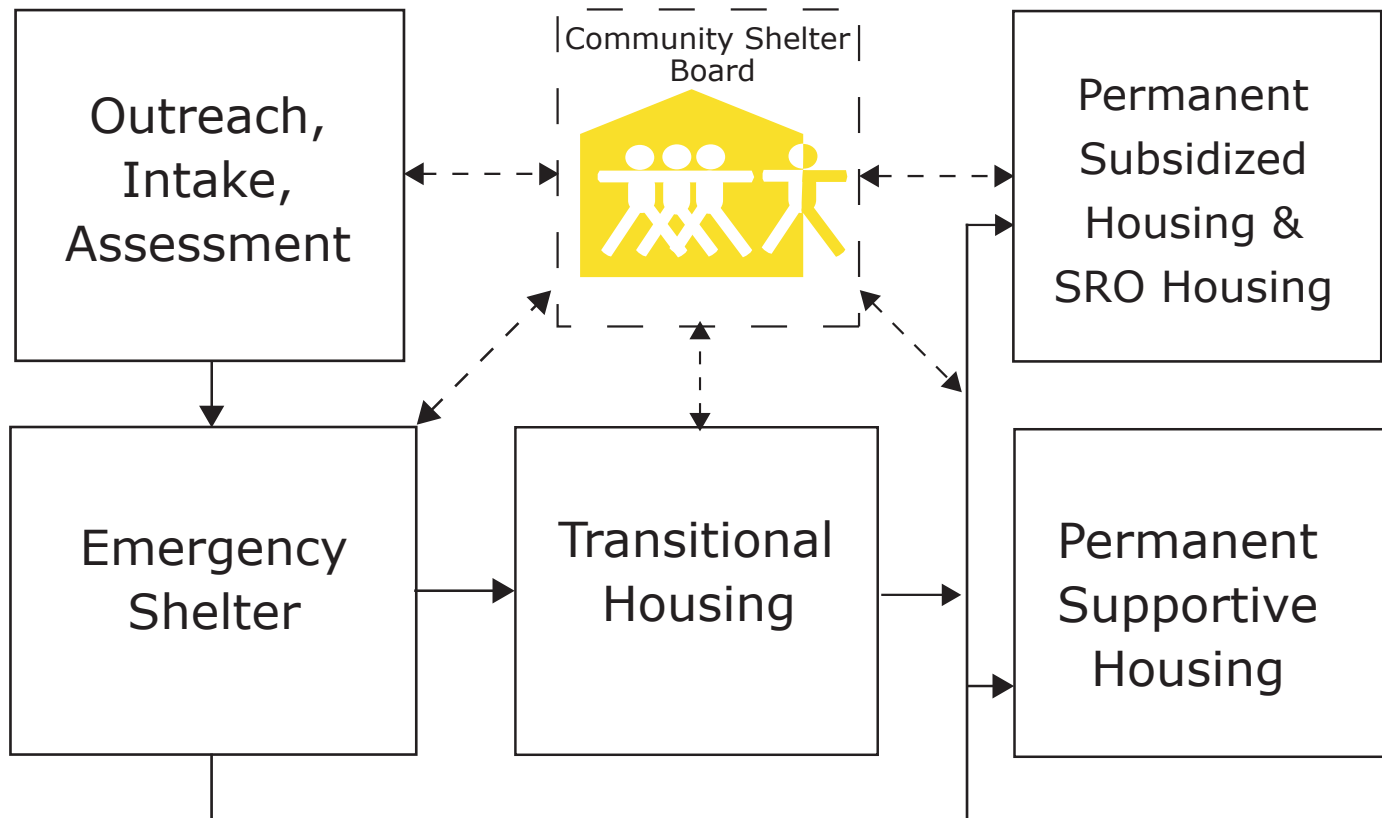 Outreach,
Intake,
Assessment
Community Shelter
Board
Permanent
Subsidized
Housing &
SRO Housing
Emergency
Shelter
Transitional
Housing
Permanent
Supportive
Housing